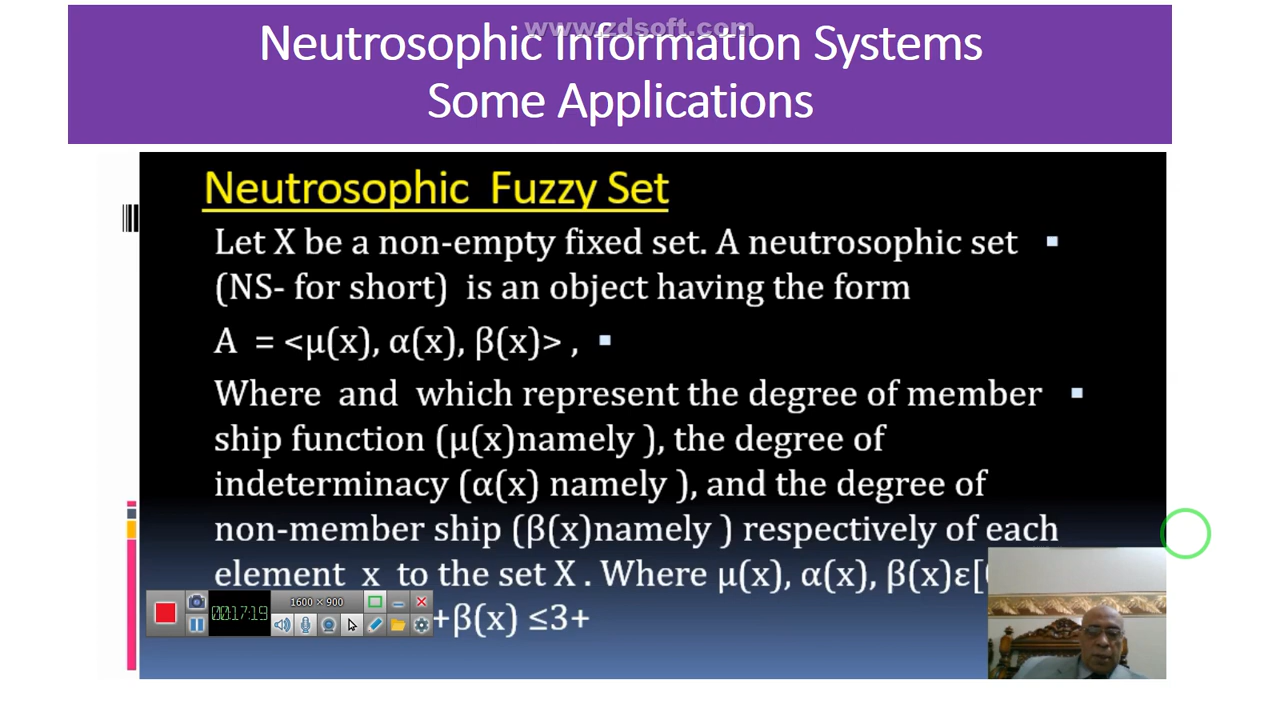 www.zdsoft.com
Neutrosophic Information Systems
Some Applications
Neutrosophic Fuzzy Set
Let X be a non-empty fixed set. A neutrosophic set
(NS- for short) is an object having the form
A = <μ(x), α(x), β(x)> ,
Where and which represent the degree of member
ship function (μ(x)namely ), the degree of
indeterminacy (α(x) namely ), and the degree of
non-member ship (β(x)namely ) respectively of each
element x to the set X . Where μ(x), α(x), β(x)ε[
+β(x) ≤3+
1600 × 900
00:17:19